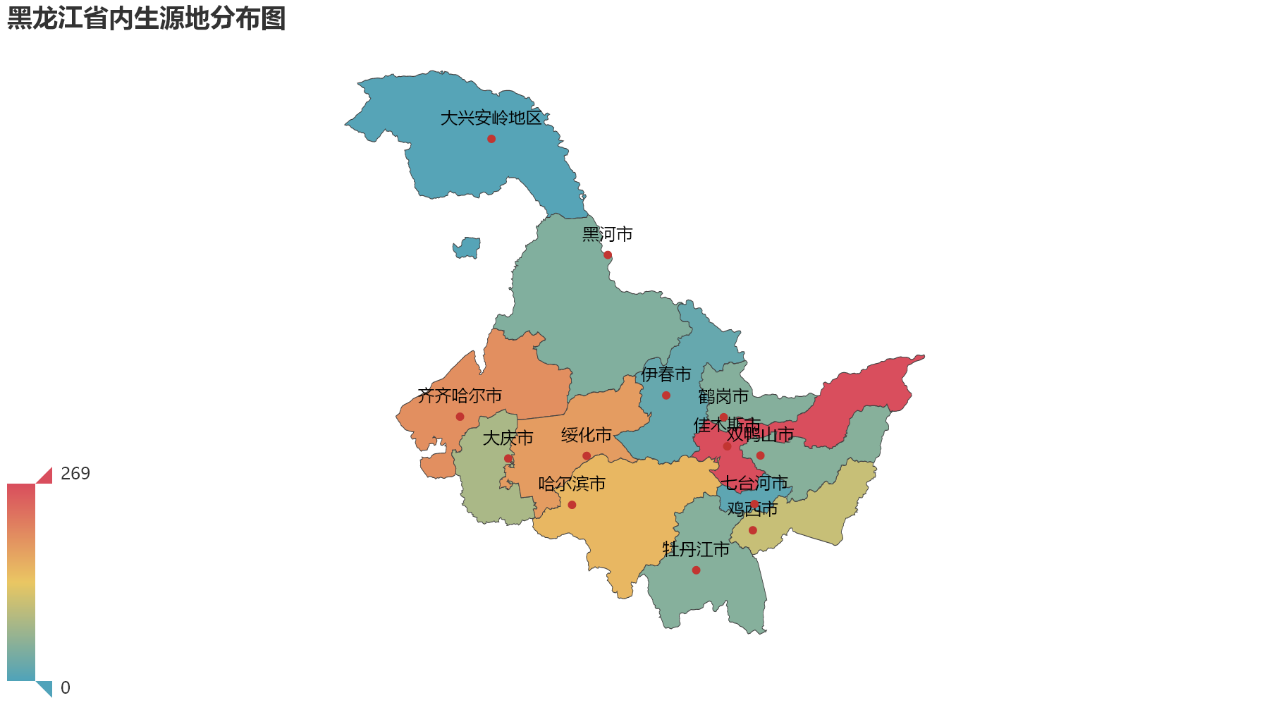 黑龙江省内生源地分布图
大兴安岭地区
黑河市
伊春市
齐齐哈尔市
鹤岗市
佳木斯市
双鸭山市
绥化市
大庆市
269
七台河市
哈尔滨市
鸡西市
牡丹江市
0